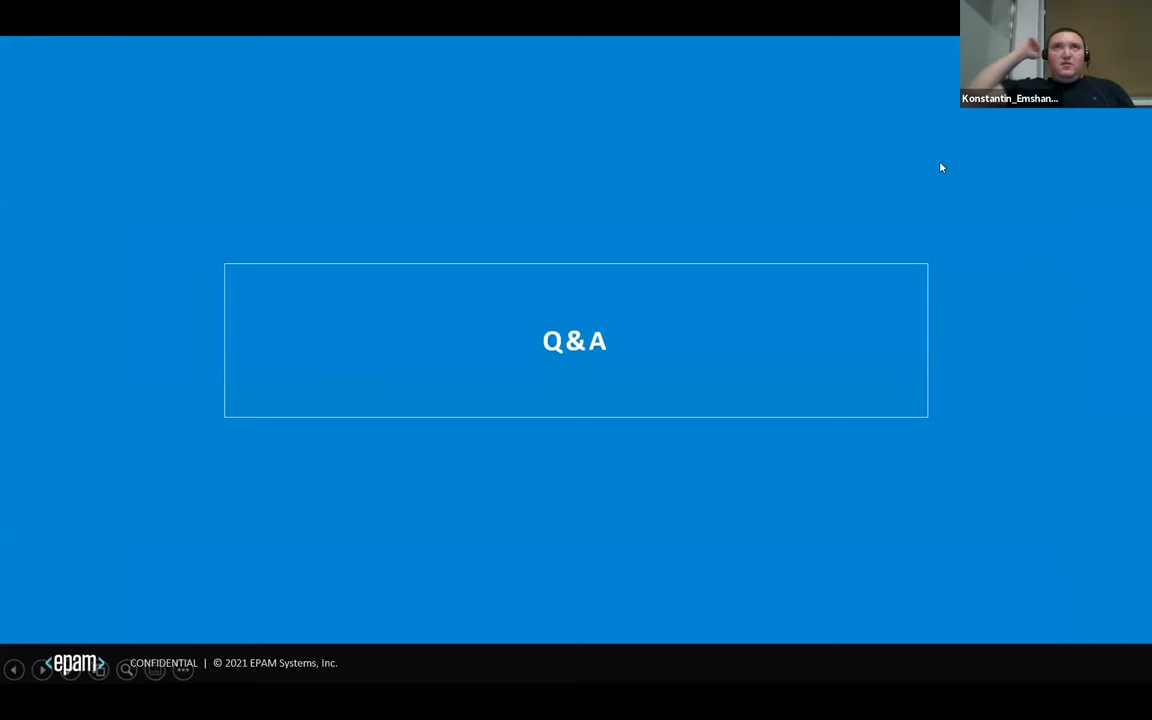 Konstantin_Emshan...
Q&A
<epam> CONFIDENTIAL | © 2021 EPAM Systems, Inc.